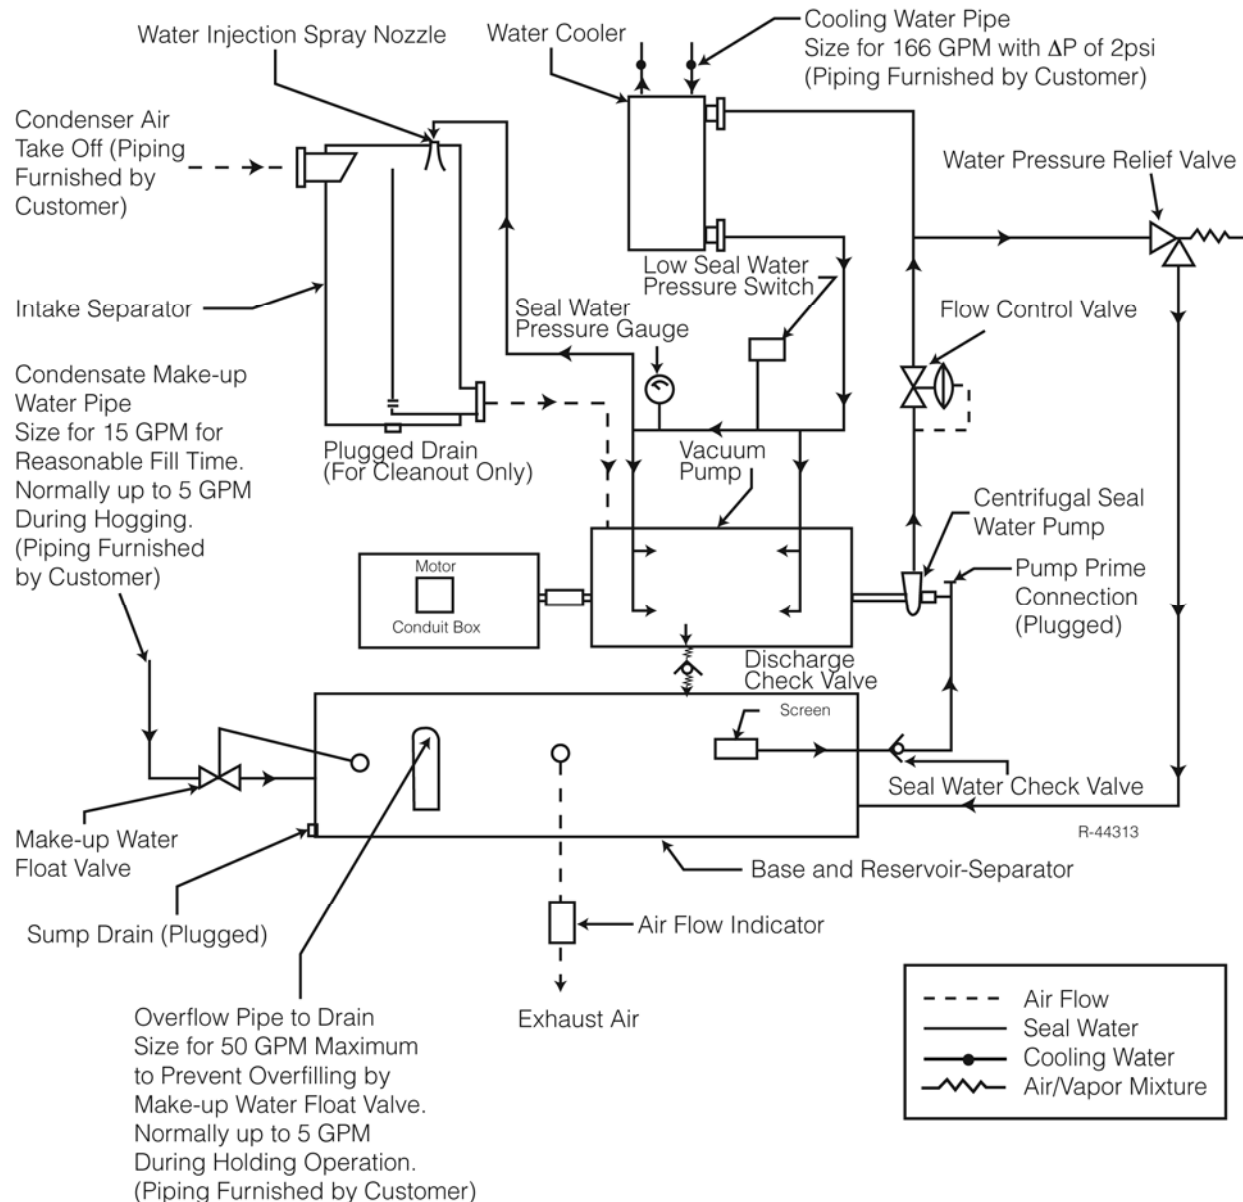 Water Injection Spray Nozzle
Water Cooler
Cooling Water Pipe
Size for 166 GPM with ΔP of 2psi
(Piping Furnished by Customer)
Condenser Air
Take Off (Piping
Furnished by
Customer)
Water Pressure Relief Valve
Intake Separator
Low Seal Water
Pressure Switch
Seal Water
Pressure Gauge
Flow Control Valve
Condensate Make-up
Water Pipe
Size for 15 GPM for
Reasonable Fill Time.
Normally up to 5 GPM
During Hogging.
(Piping Furnished
by Customer)
Plugged Drain
(For Cleanout Only)
Vacuum
Pump
Centrifugal Seal
Water Pump
Motor
Conduit Box
Pump Prime
Connection
(Plugged)
Discharge
Check Valve
Screen
Seal Water Check Valve
Make-up Water
Float Valve
R-44313
Base and Reservoir-Separator
Sump Drain (Plugged)
Air Flow Indicator
Exhaust Air
Overflow Pipe to Drain
Size for 50 GPM Maximum
to Prevent Overfilling by
Make-up Water Float Valve.
Normally up to 5 GPM
During Holding Operation.
(Piping Furnished by Customer)
Air Flow
Seal Water
Cooling Water
Air/Vapor Mixture